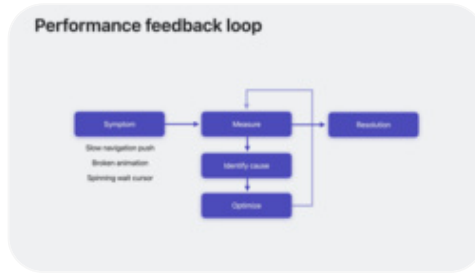 Performance feedback loop
Symptom
Measure
Resolution
Slow navigation push
Broken animation
Spinning wait cursor
Identify cause
Optimize